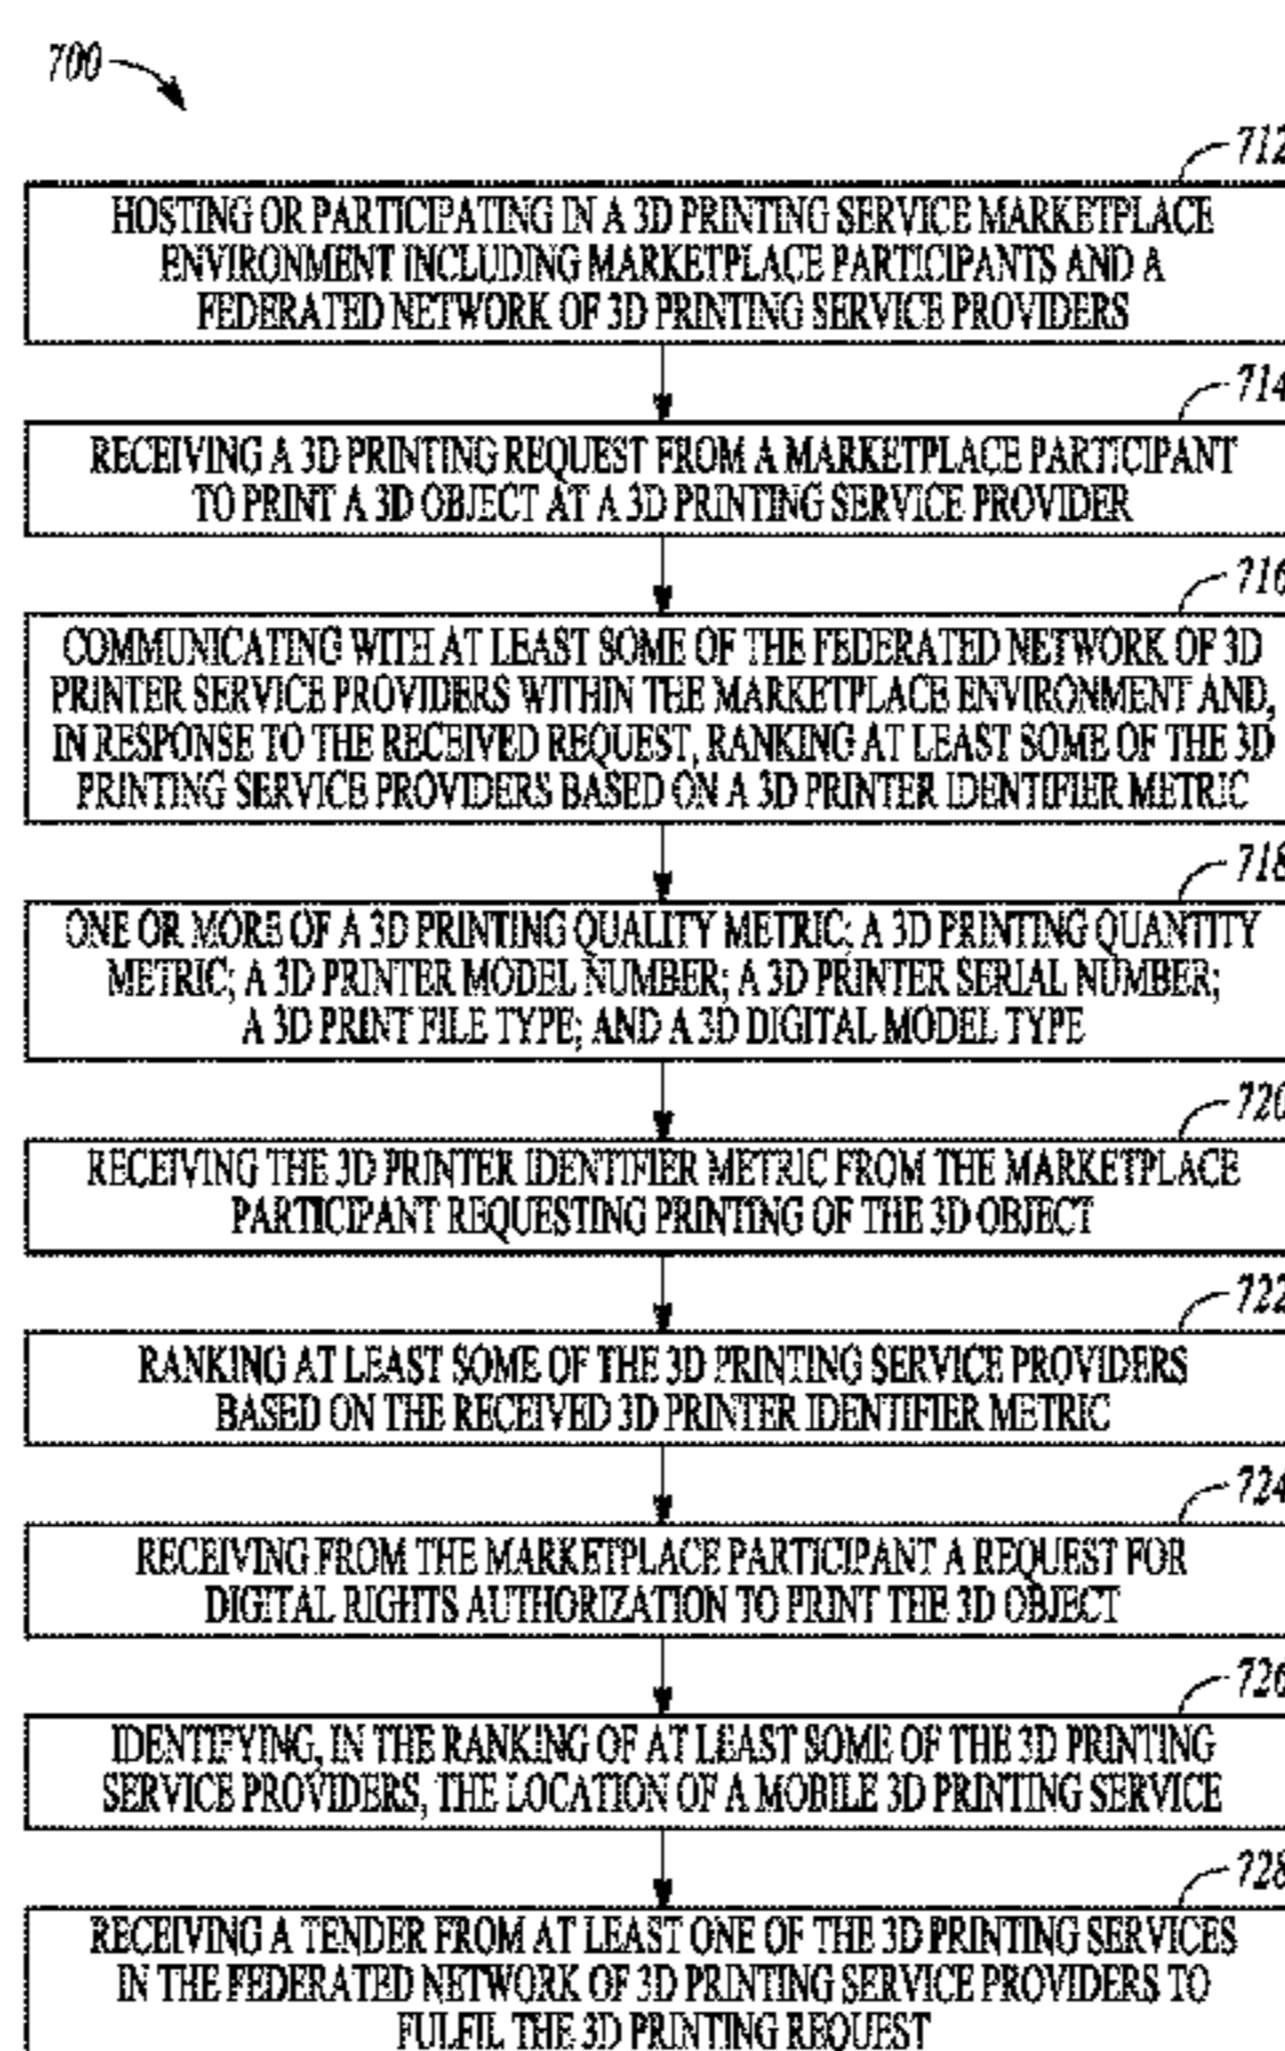 700
712
HOSTING OR PARTICIPATING IN A 3D PRINTING SERVICE MARKETPLACE
ENVIRONMENT INCLUDING MARKETPLACE PARTICIPANTS AND A
FEDERATED NETWORK OF 3D PRINTING SERVICE PROVIDERS
714
RECEIVING A 3D PRINTING REQUEST FROM A MARKETPLACE PARTICIPANT
TO PRINT A 3D OBJECT AT A 3D PRINTING SERVICE PROVIDER
716
COMMUNICATING WITH AT LEAST SOME OF THE FEDERATED NETWORK OF 3D
PRINTER SERVICE PROVIDERS WITHIN THE MARKETPLACE ENVIRONMENT AND,
IN RESPONSE TO THE RECEIVED REQUEST, RANKING AT LEAST SOME OF THE 3D
PRINTING SERVICE PROVIDERS BASED ON A 3D PRINTER IDENTIFIER METRIC
718
ONE OR MORE OF A 3D PRINTING QUALITY METRIC; A 3D PRINTING QUANTITY
METRIC; A 3D PRINTER MODEL NUMBER; A 3D PRINTER SERIAL NUMBER;
A 3D PRINT FILE TYPE; AND A 3D DIGITAL MODEL TYPE
720
RECEIVING THE 3D PRINTER IDENTIFIER METRIC FROM THE MARKETPLACE
PARTICIPANT REQUESTING PRINTING OF THE 3D OBJECT
722
RANKING AT LEAST SOME OF THE 3D PRINTING SERVICE PROVIDERS
BASED ON THE RECEIVED 3D PRINTER IDENTIFIER METRIC
724
RECEIVING FROM THE MARKETPLACE PARTICIPANT A REQUEST FOR
DIGITAL RIGHTS AUTHORIZATION TO PRINT THE 3D OBJECT
726
IDENTIFYING, IN THE RANKING OF AT LEAST SOME OF THE 3D PRINTING
SERVICE PROVIDERS, THE LOCATION OF A MOBILE 3D PRINTING SERVICE
728
RECEIVING A TENDER FROM AT LEAST ONE OF THE 3D PRINTING SERVICES
IN THE FEDERATED NETWORK OF 3D PRINTING SERVICE PROVIDERS TO
FULFIL THE 3D PRINTING REQUEST